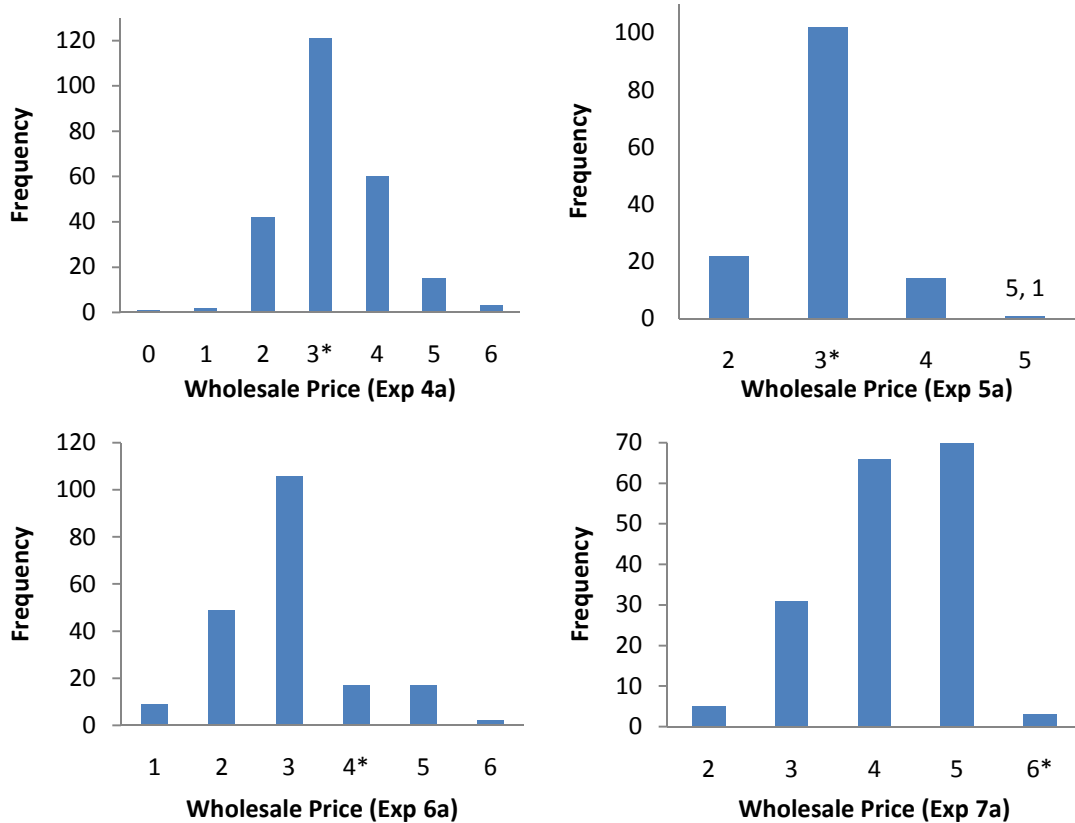 Frequency
120
100
80
60
40
20
0
0 1 2 3* 4 5 6
Wholesale Price (Exp 4a)
Frequency
100
80
60
40
20
0
5, 1
2 3* 4 5
Wholesale Price (Exp 5a)
Frequency
120
100
80
60
40
20
0
1 2 3 4* 5 6
Wholesale Price (Exp 6a)
Frequency
70
60
50
40
30
20
10
0
2 3 4 5 6*
Wholesale Price (Exp 7a)